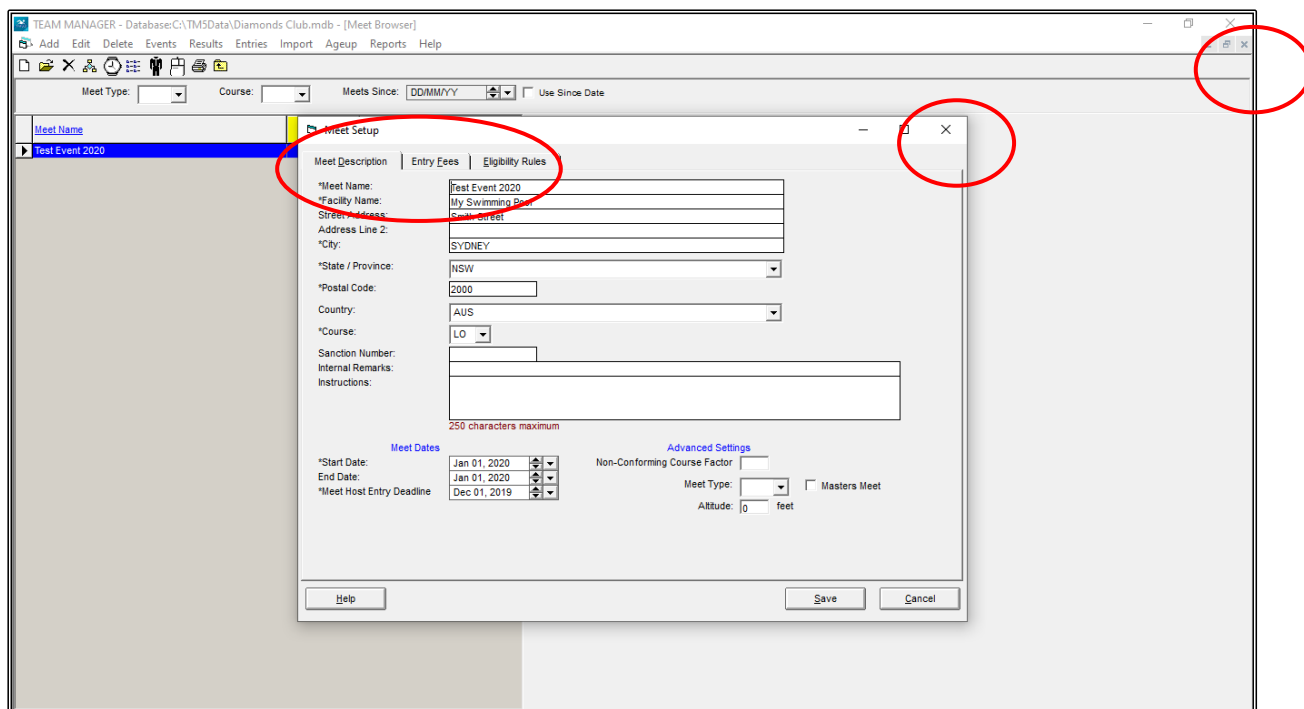 TEAM MANAGER - Database:C:\TM5Data\Diamonds Club.mdb - [Meet Browser]
Add Edit Delete Events Results Entries Import Ageup Reports Help
Meet Type: Course: Meets Since: DD/MM/YY Use Since Date
Meet Name
Test Event 2020
Meet Setup
Meet Description Entry Fees Eligibility Rules
*Meet Name: Test Event 2020
*Facility Name: My Swimming Pool
Street Address: Smith Street
Address Line 2:
*City: SYDNEY
*State / Province: NSW
*Postal Code: 2000
Country: AUS
*Course: LO
Sanction Number:
Internal Remarks:
Instructions:
250 characters maximum
Meet Dates Advanced Settings
*Start Date: Jan 01, 2020 Non-Conforming Course Factor
End Date: Jan 01, 2020
Meet Type: Masters Meet
*Meet Host Entry Deadline Dec 01, 2019
Altitude: 0 feet
Help Save Cancel